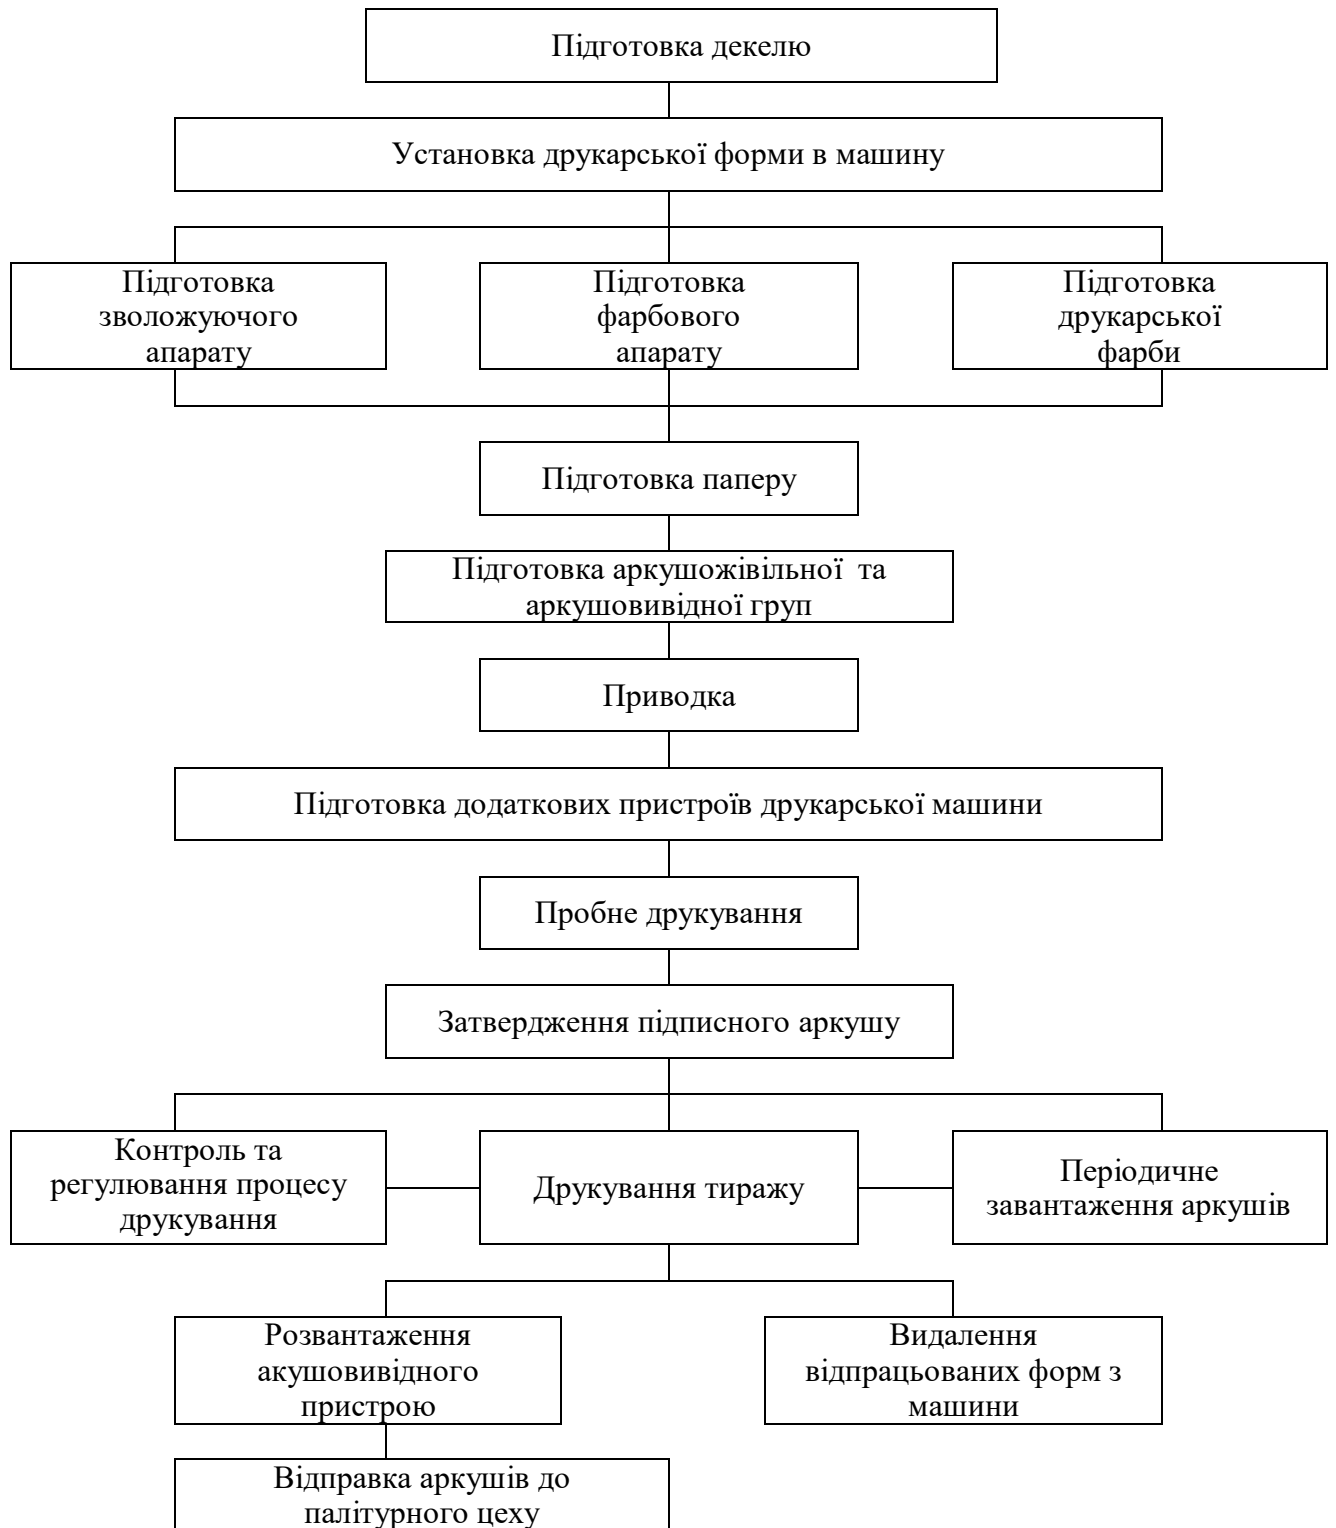 Підготовка декелю
Установка друкарської форми в машину
Підготовка
зволожуючого
апарату
Підготовка
фарбового
апарату
Підготовка
друкарської
фарби
Підготовка паперу
Підготовка аркушожівільної та
аркушовивідної груп
Приводка
Підготовка додаткових пристроїв друкарської машини
Пробне друкування
Затвердження підписного аркушу
Контроль та
регулювання процесу
друкування
Друкування тиражу
Періодичне
завантаження аркушів
Розвантаження
акушовивідного
пристрою
Видалення
відпрацьованих форм з
машини
Відправка аркушів до
палітурного цеху